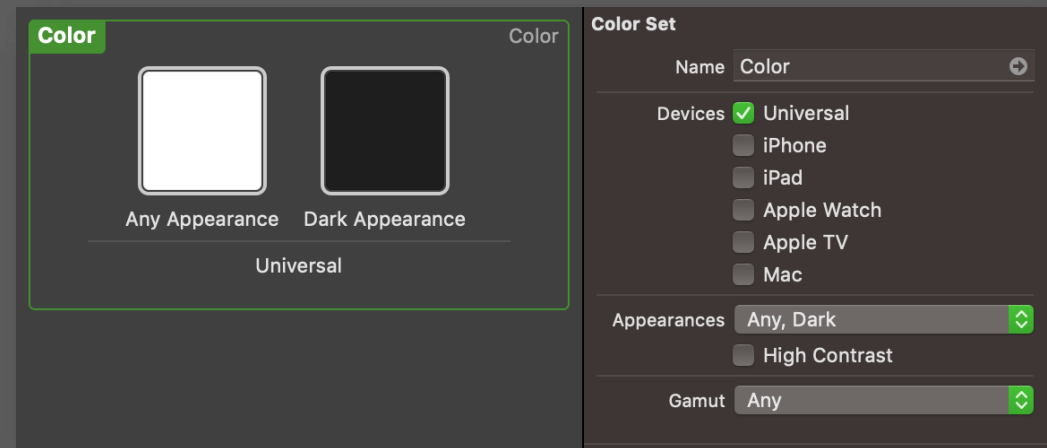 Color
Color
Any Appearance
Dark Appearance
Universal
Color Set
Name Color
Devices Universal
iPhone
iPad
Apple Watch
Apple TV
Mac
Appearances Any, Dark
High Contrast
Gamut Any